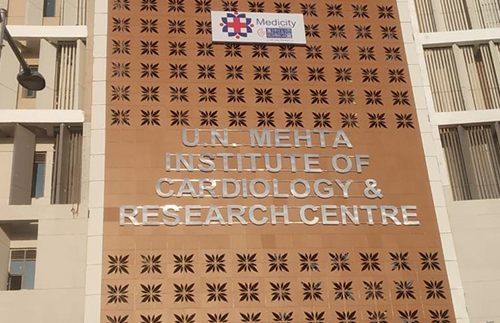 Medicity
U.N. MEHTA
INSTITUTE OF
CARDIOLOGY &
RESEARCH CENTRE